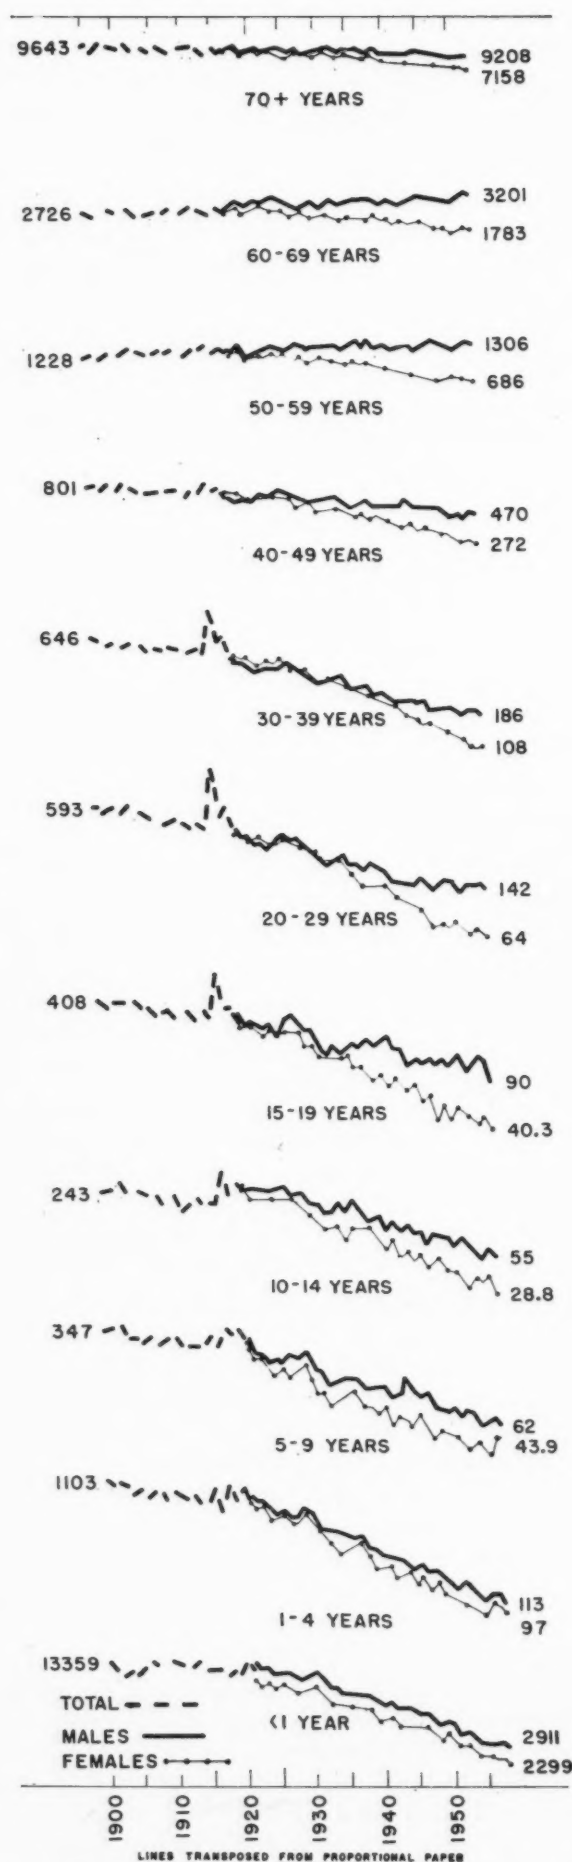 9643
9208
7158
70+ YEARS
2726
3201
1783
60-69 YEARS
1228
1306
686
50-59 YEARS
801
470
272
40-49 YEARS
646
186
108
30-39 YEARS
593
142
64
20-29 YEARS
408
90
40.3
15-19 YEARS
243
55
28.8
10-14 YEARS
347
62
43.9
5-9 YEARS
1103
113
97
1-4 YEARS
13359
2911
2299
<1 YEAR
TOTAL
MALES
FEMALES
1900 1910 1920 1930 1940 1950
LINES TRANSPOSED FROM PROPORTIONAL PAPER